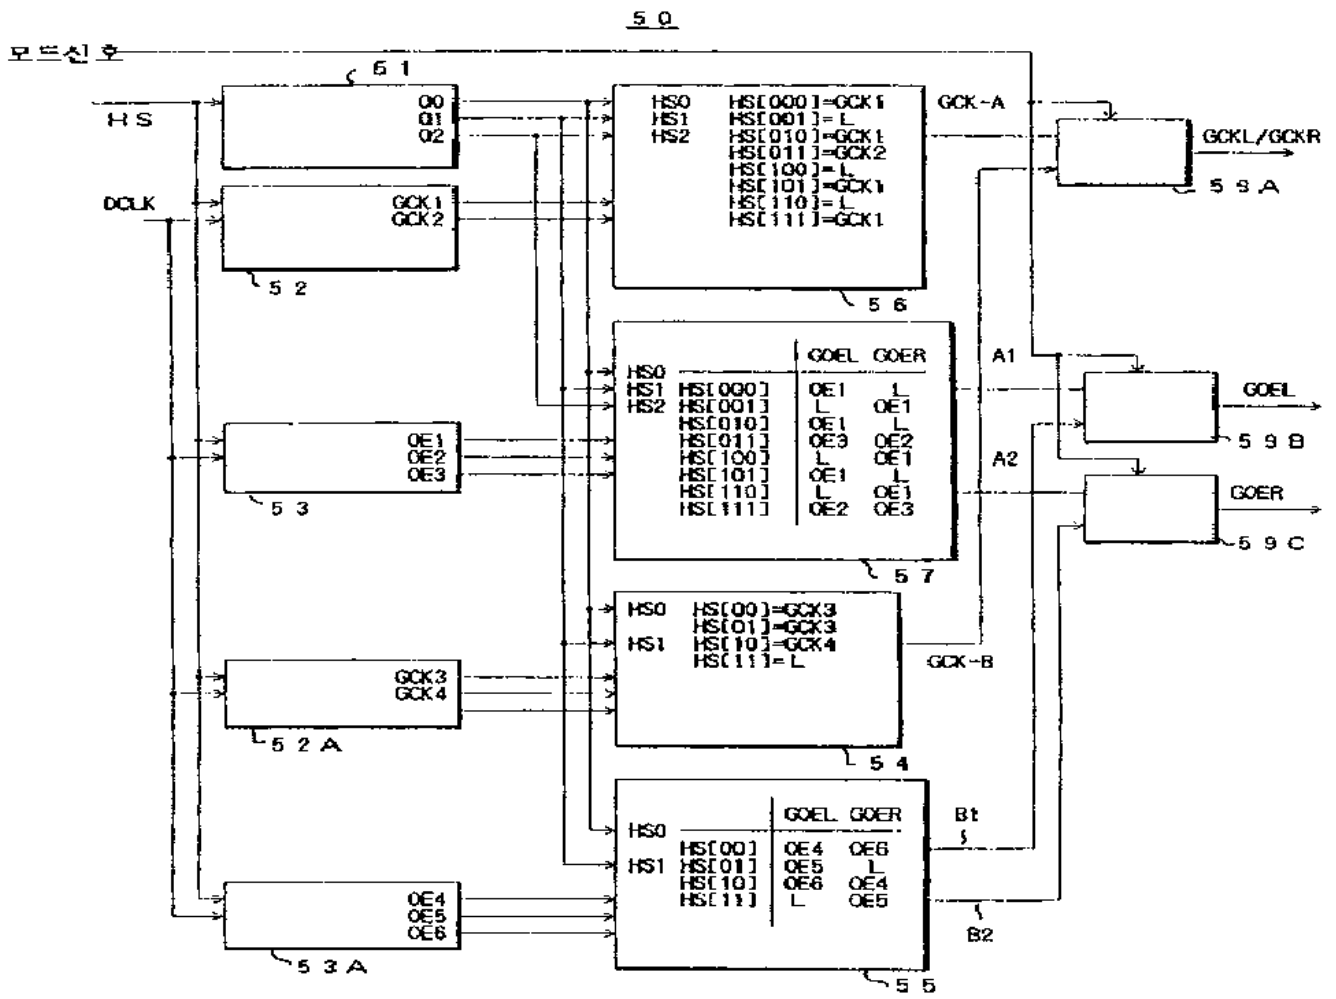 50
모드신호
51
HS
Q0
Q1
Q2
DCLK
GCK1
GCK2
52
HS0 HS[000]=GCK1
HS1 HS[001]=L
HS2 HS[010]=GCK1
HS[011]=GCK2
HS[100]=L
HS[101]=GCK1
HS[110]=L
HS[111]=GCK1
56
GCK-A
GCKL/GCKR
59A
GOEL GOER
HS0
HS1 HS[000] OE1 L
HS2 HS[001] L OE1
HS[010] OE1 L
HS[011] OE3 OE2
HS[100] L OE1
HS[101] OE1 L
HS[110] L OE1
HS[111] OE2 OE3
57
OE1
OE2
OE3
53
A1
GOEL
59B
A2
GOER
59C
HS0 HS[00]=GCK3
HS[01]=GCK3
HS1 HS[10]=GCK4
HS[11]=L
54
GCK-B
GCK3
GCK4
52A
GOEL GOER
HS0
HS[00] OE4 OE6
HS1 HS[01] OE5 L
HS[10] OE6 OE4
HS[11] L OE5
55
B1
B2
OE4
OE5
OE6
53A